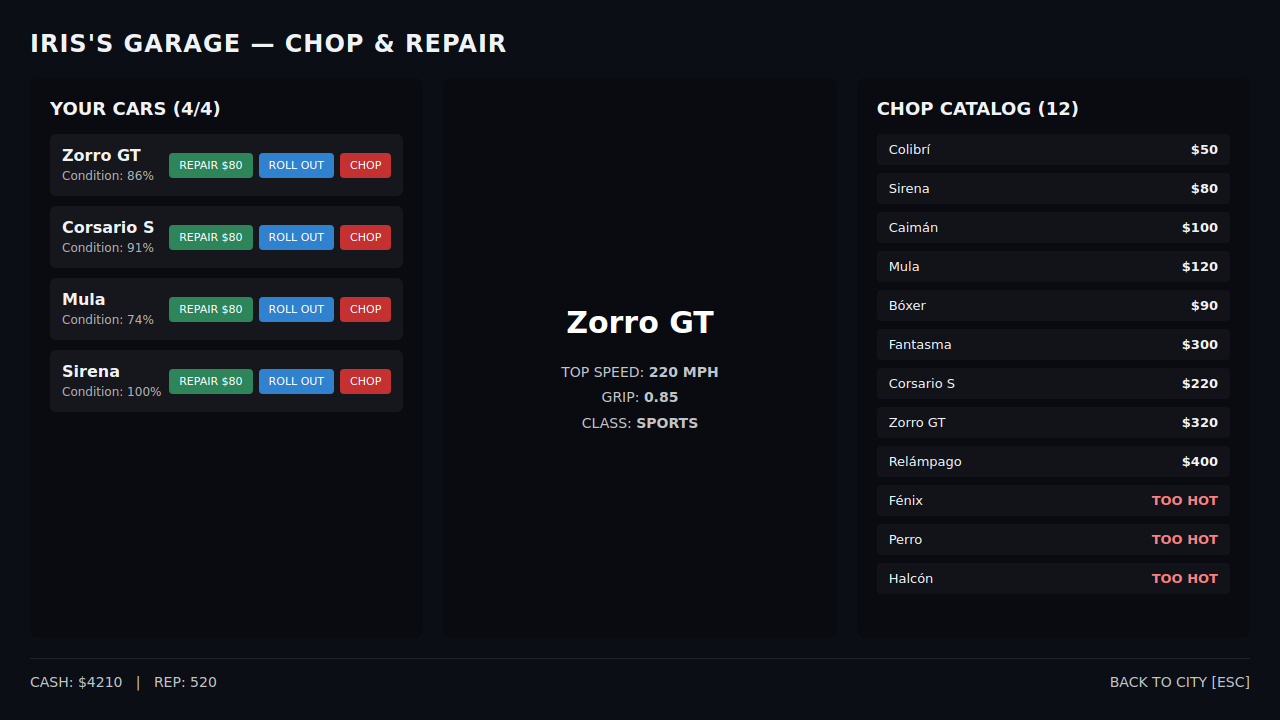 IRIS'S GARAGE — CHOP & REPAIR
YOUR CARS (4/4)
Zorro GT
Condition: 86%
REPAIR $80 ROLL OUT CHOP
Corsario S
Condition: 91%
REPAIR $80 ROLL OUT CHOP
Mula
Condition: 74%
REPAIR $80 ROLL OUT CHOP
Sirena
Condition: 100%
REPAIR $80 ROLL OUT CHOP
Zorro GT
TOP SPEED: 220 MPH
GRIP: 0.85
CLASS: SPORTS
CHOP CATALOG (12)
Colibrí $50
Sirena $80
Caimán $100
Mula $120
Bóxer $90
Fantasma $300
Corsario S $220
Zorro GT $320
Relámpago $400
Fénix TOO HOT
Perro TOO HOT
Halcón TOO HOT
CASH: $4210 | REP: 520
BACK TO CITY [ESC]